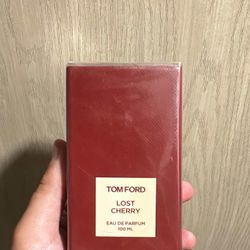 TOM FORD
LOST
CHERRY
EAU DE PARFUM
100 ML